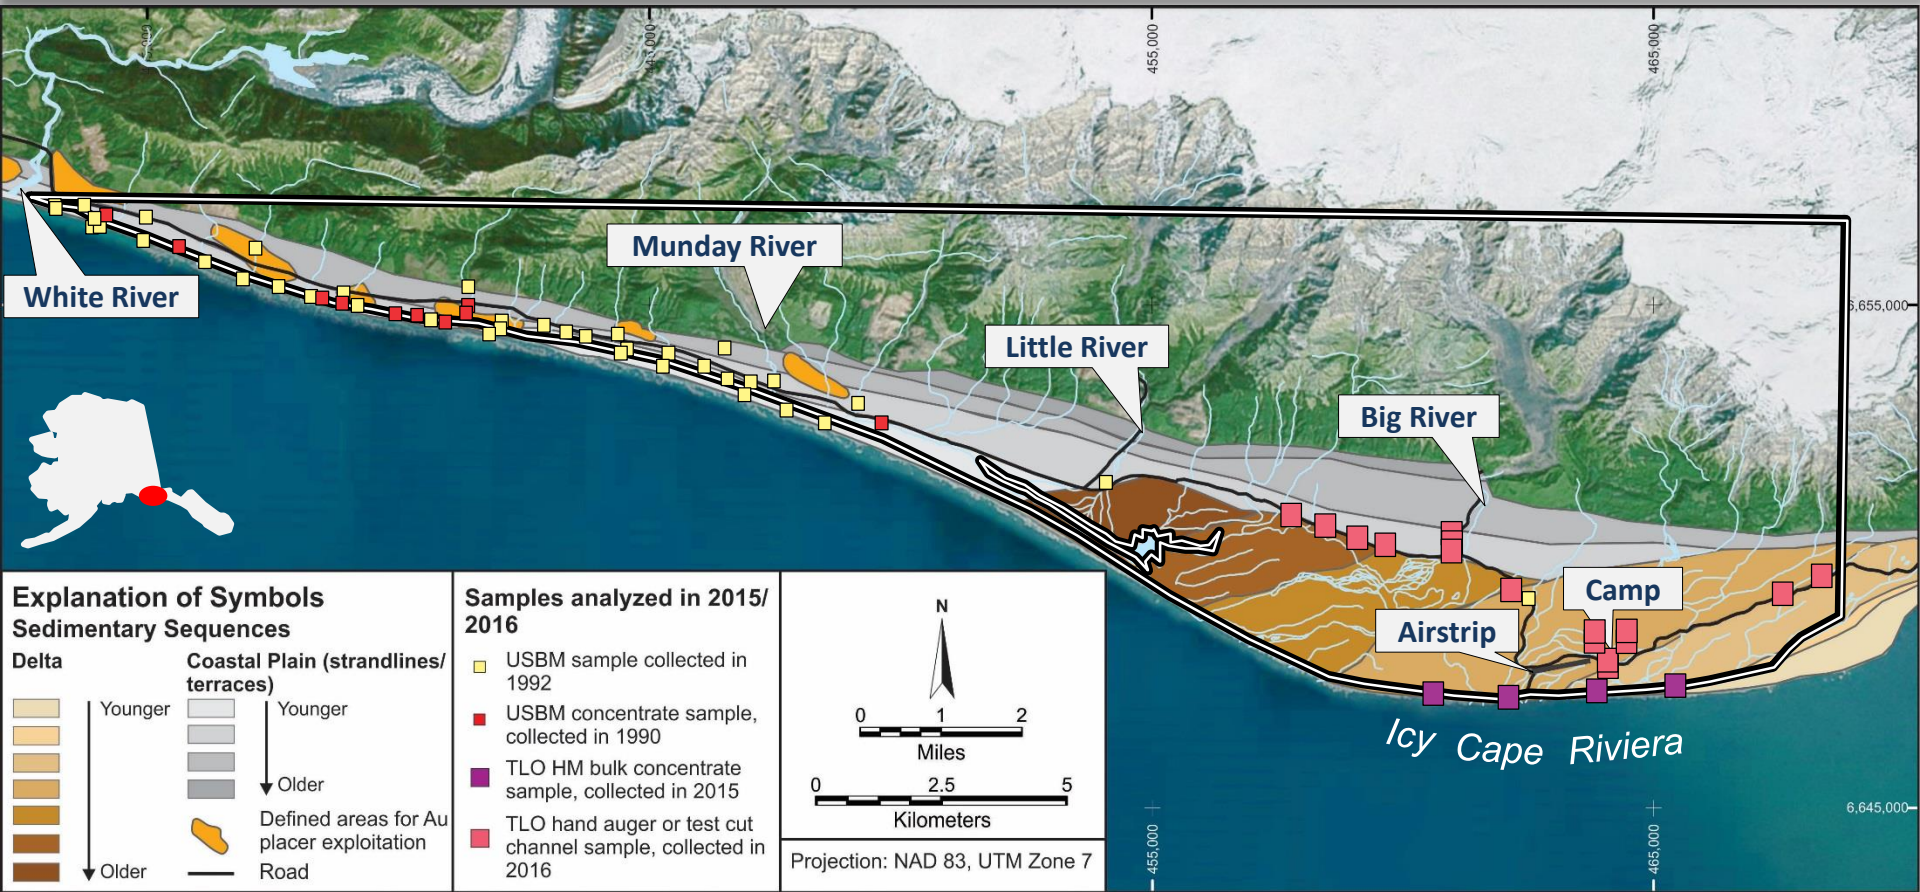 455,000
465,000
White River
Munday River
Little River
Big River
6,655,000
Camp
Airstrip
Icy Cape Riviera
Explanation of Symbols
Sedimentary Sequences
Delta
Younger
Older
Coastal Plain (strandlines/
terraces)
Younger
Older
Defined areas for Au
placer exploitation
Road
Samples analyzed in 2015/
2016
USBM sample collected in
1992
USBM concentrate sample,
collected in 1990
TLO HM bulk concentrate
sample, collected in 2015
TLO hand auger or test cut
channel sample, collected in
2016
N
0 1 2
Miles
0 2.5 5
Kilometers
Projection: NAD 83, UTM Zone 7
455,000
465,000
6,645,000